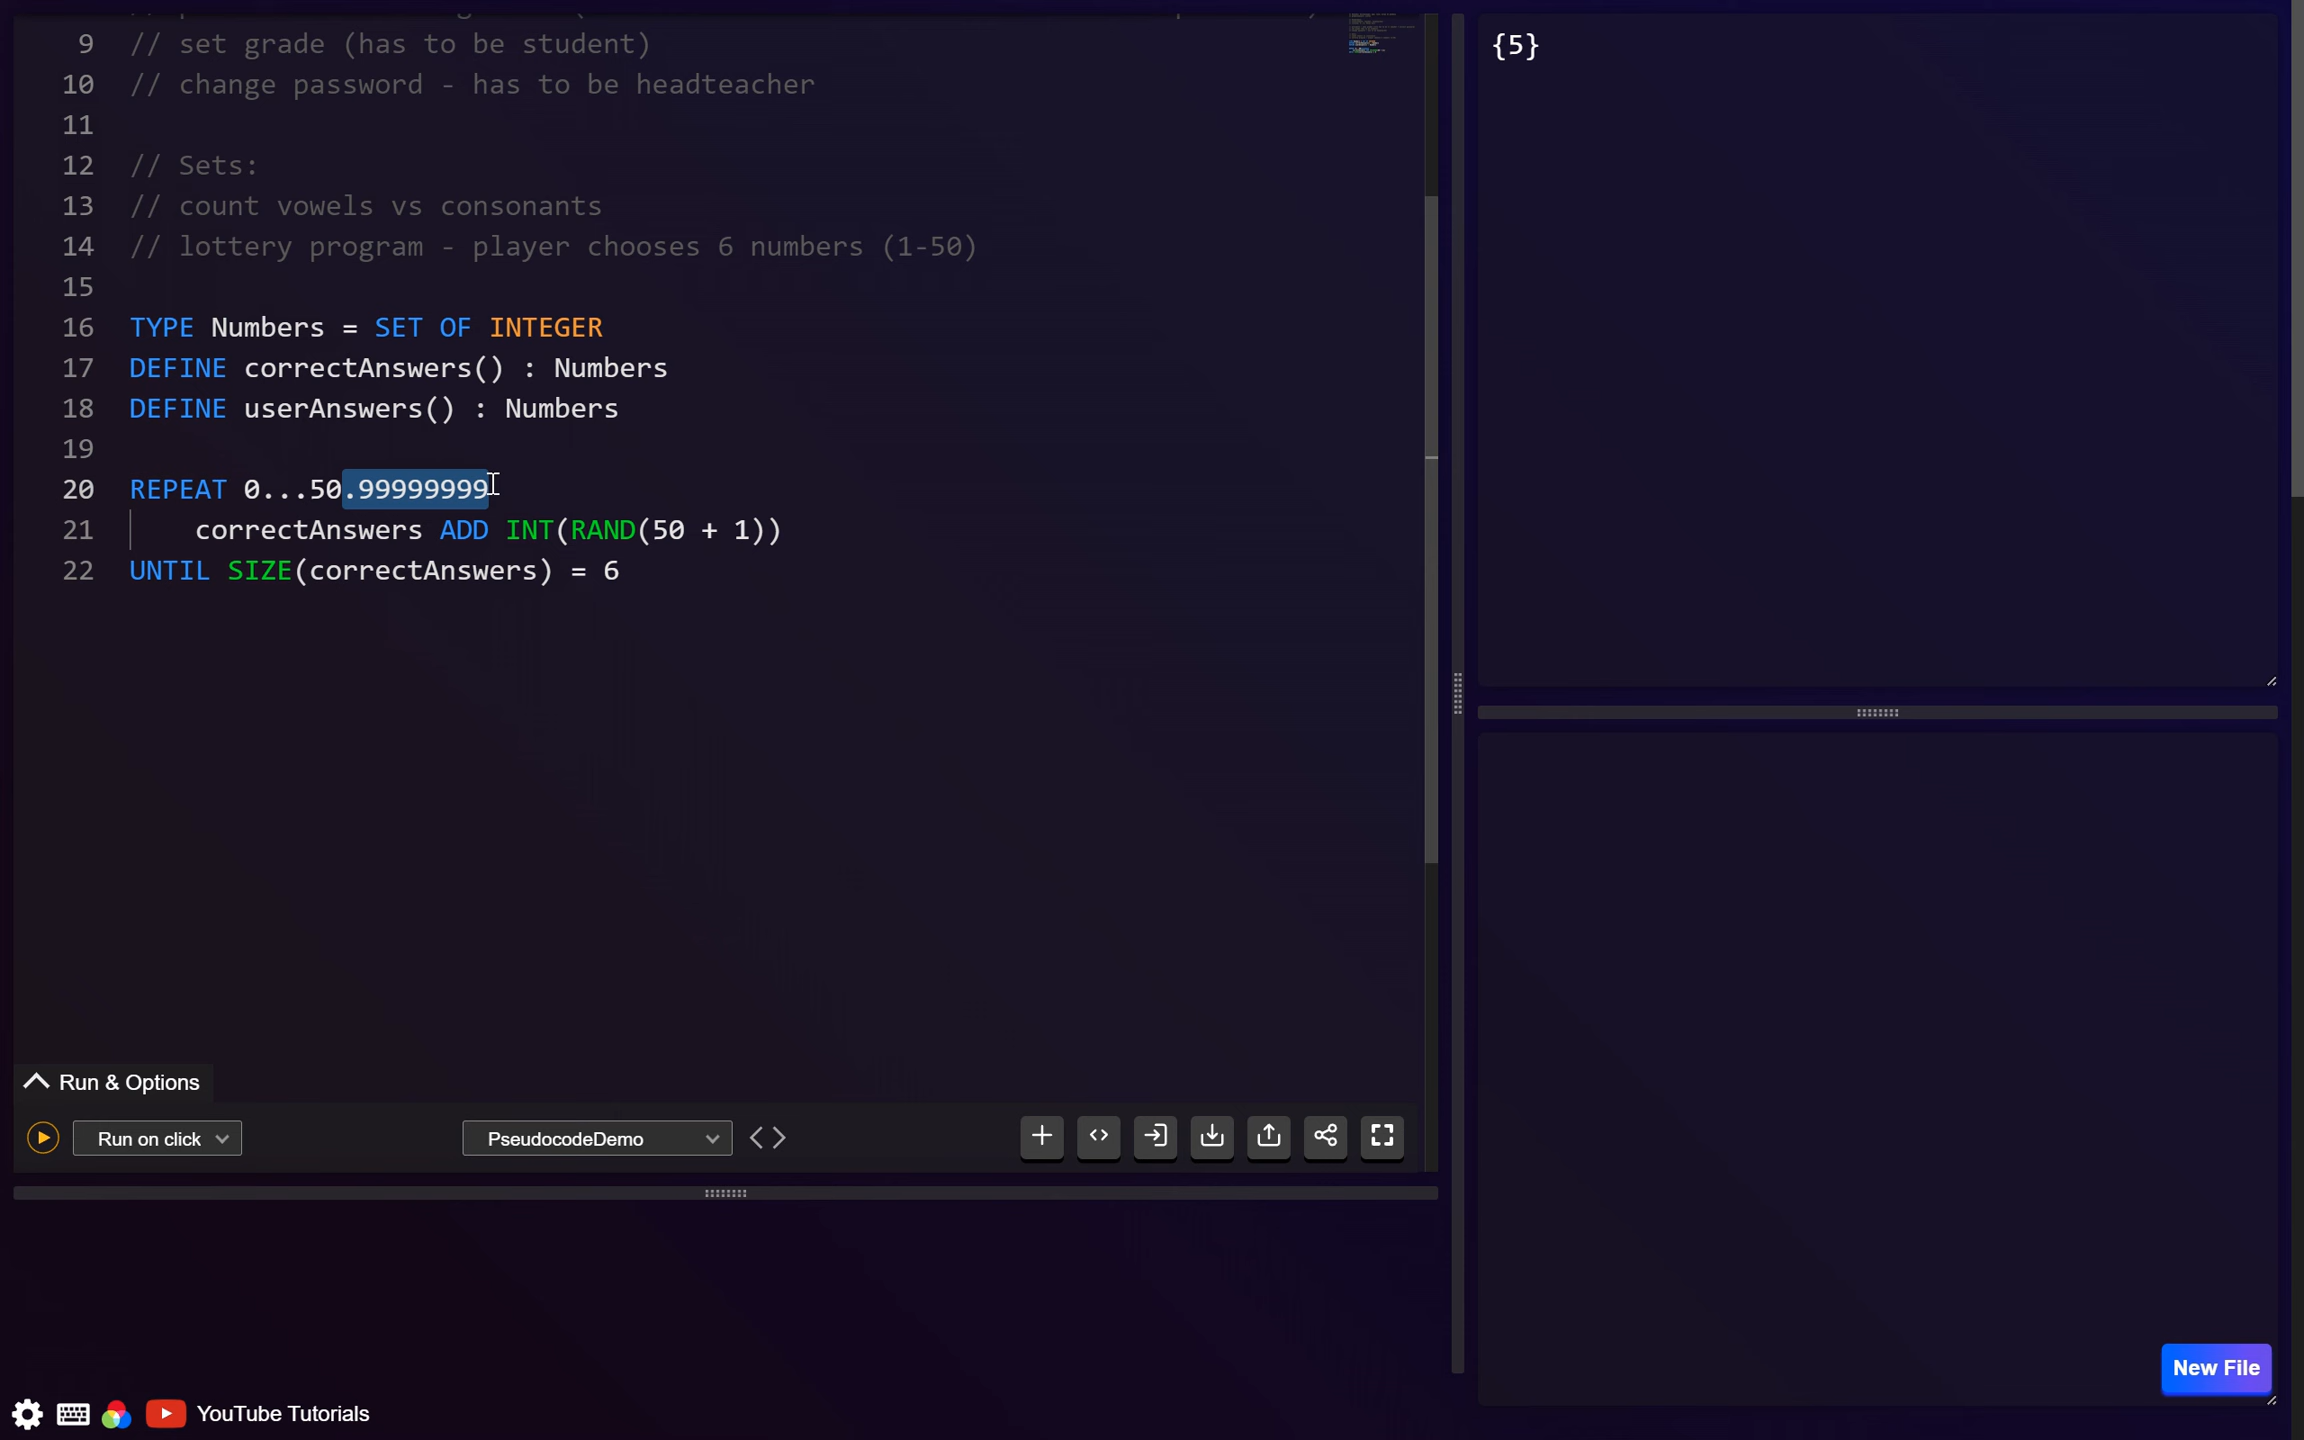 9 // set grade (has to be student)
10 // change password - has to be headteacher
11
12 // Sets:
13 // count vowels vs consonants
14 // lottery program - player chooses 6 numbers (1-50)
15
16 TYPE Numbers = SET OF INTEGER
17 DEFINE correctAnswers() : Numbers
18 DEFINE userAnswers() : Numbers
19
20 REPEAT 0...50.99999999
21 correctAnswers ADD INT(RAND(50 + 1))
22 UNTIL SIZE(correctAnswers) = 6
{5}
Run & Options
Run on click
PseudocodeDemo
New File
YouTube Tutorials